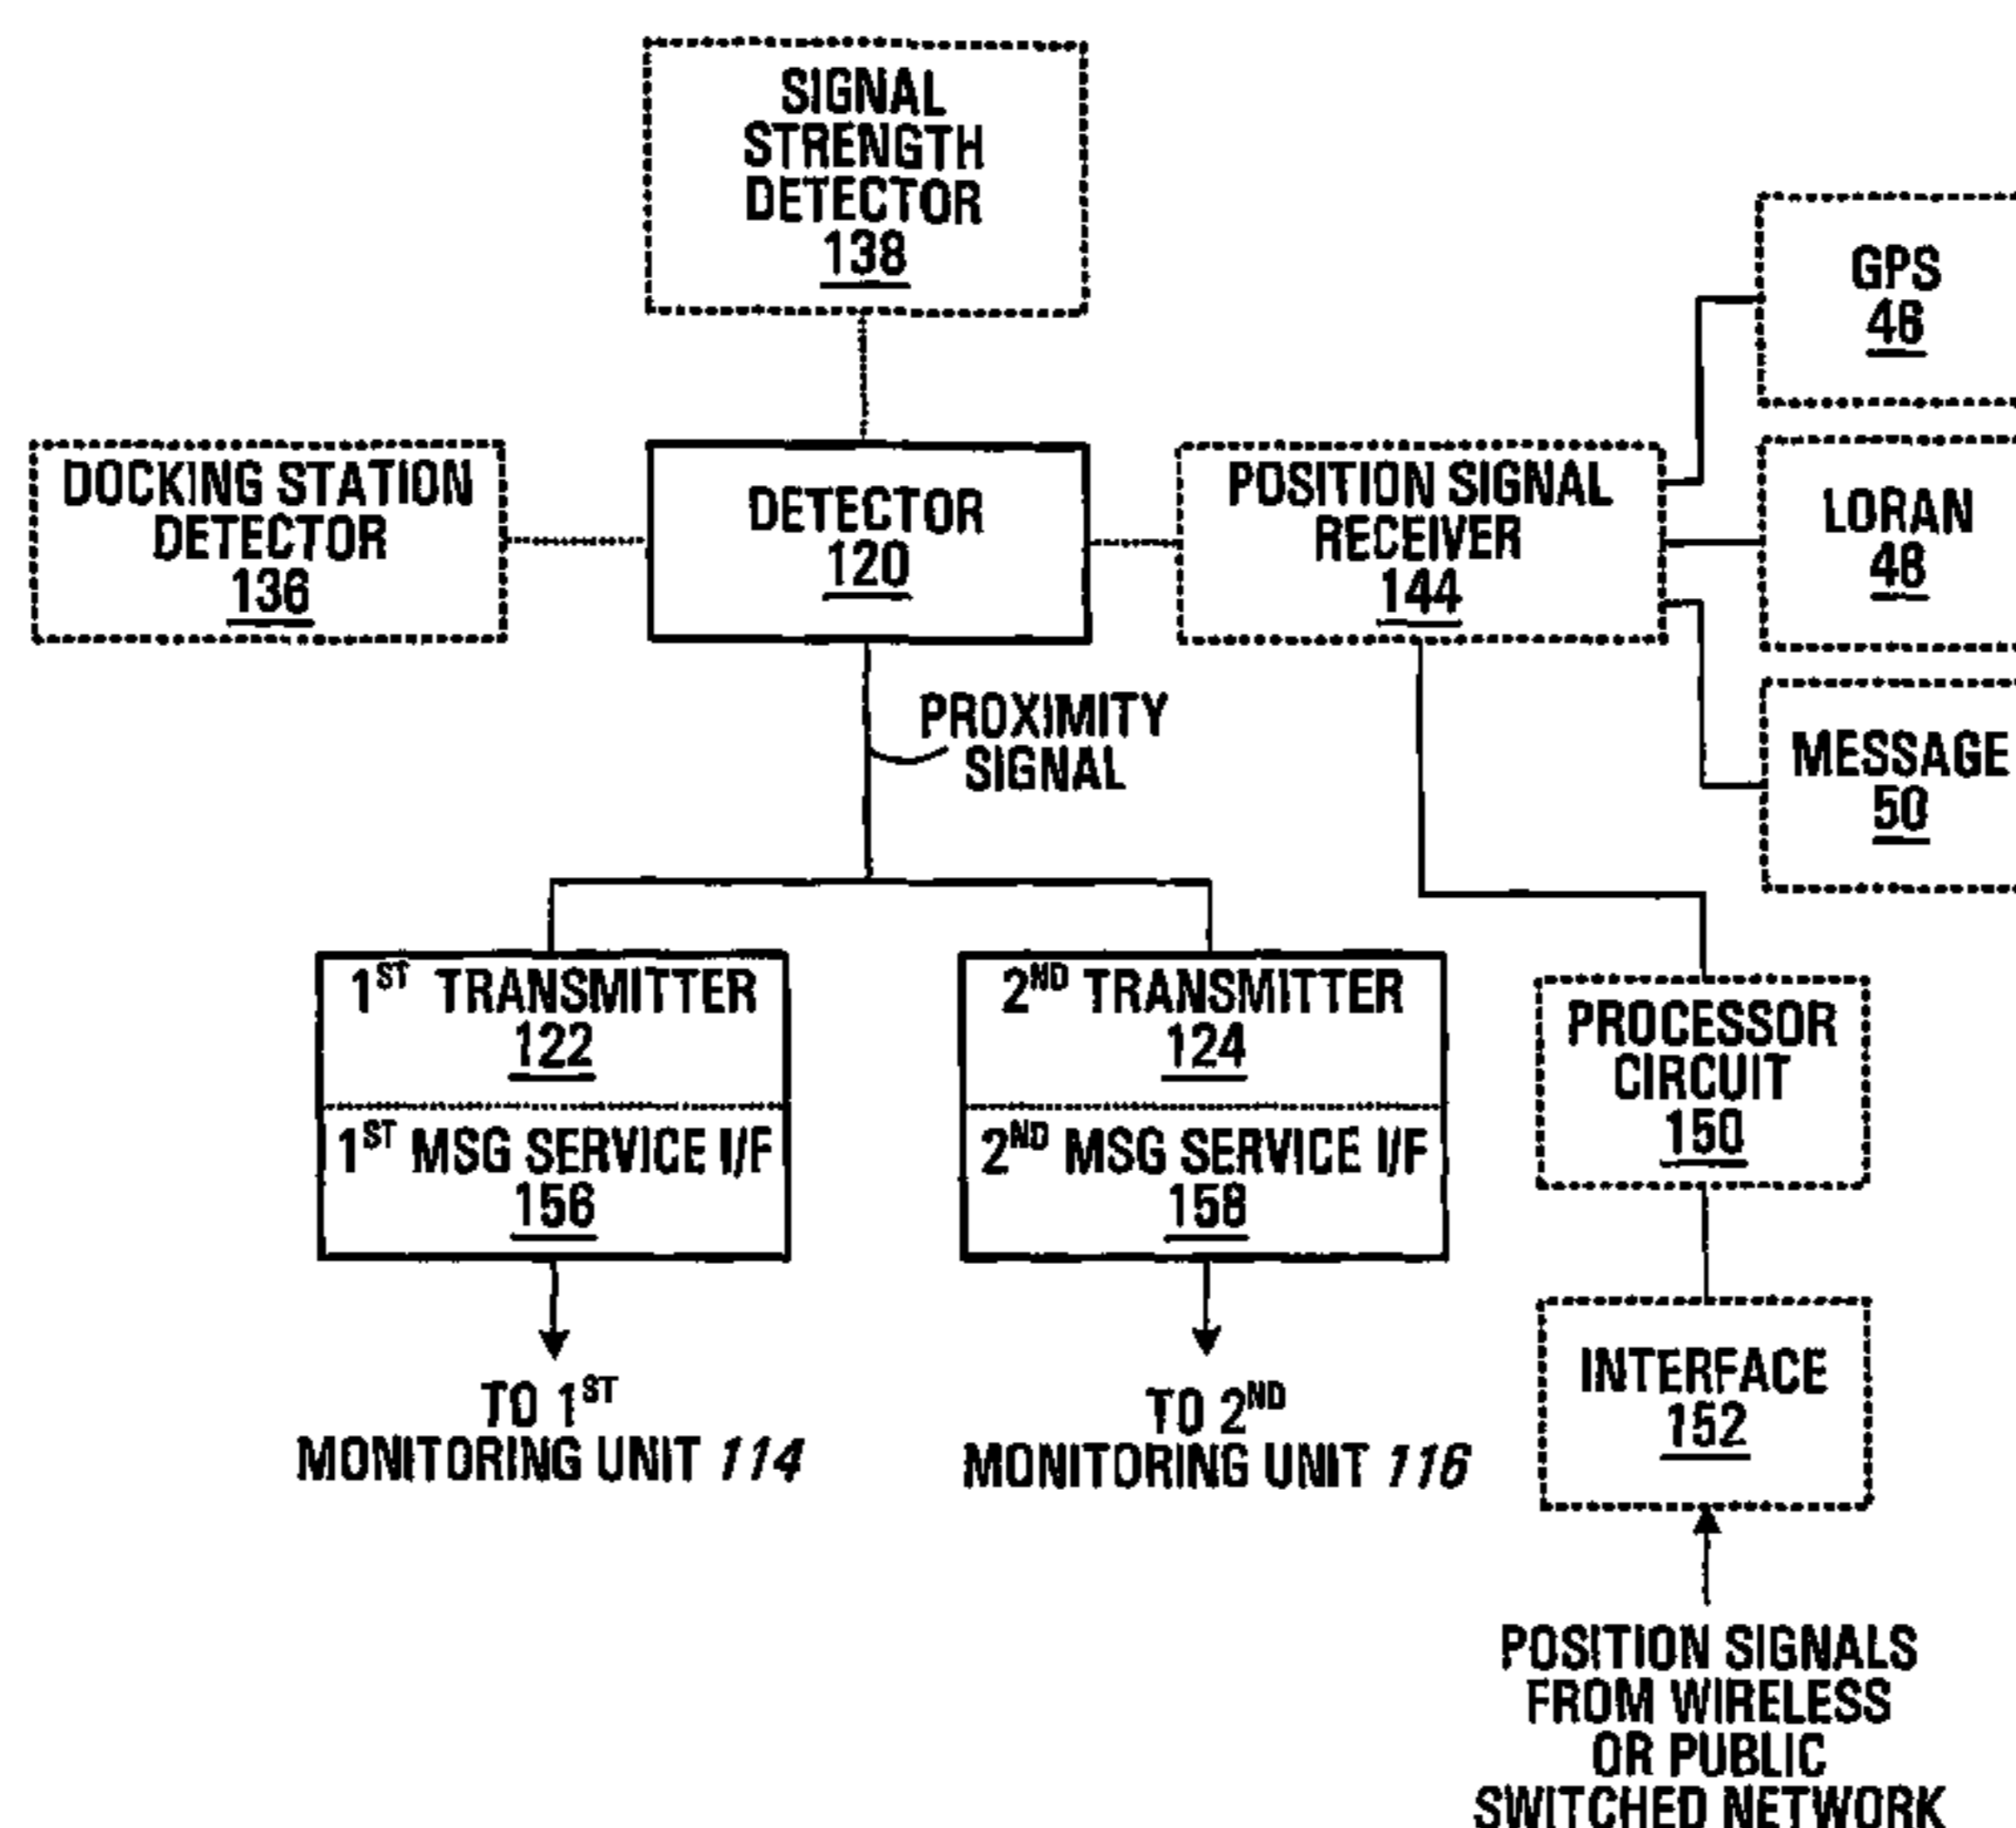 SIGNAL
STRENGTH
DETECTOR
138
GPS
46
DOCKING STATION
DETECTOR
136
DETECTOR
120
POSITION SIGNAL
RECEIVER
144
LORAN
48
PROXIMITY
SIGNAL
MESSAGE
50
1ST TRANSMITTER
122
1ST MSG SERVICE I/F
156
2ND TRANSMITTER
124
2ND MSG SERVICE I/F
158
PROCESSOR
CIRCUIT
150
TO 1ST
MONITORING UNIT 114
TO 2ND
MONITORING UNIT 116
INTERFACE
152
POSITION SIGNALS
FROM WIRELESS
OR PUBLIC
SWITCHED NETWORK